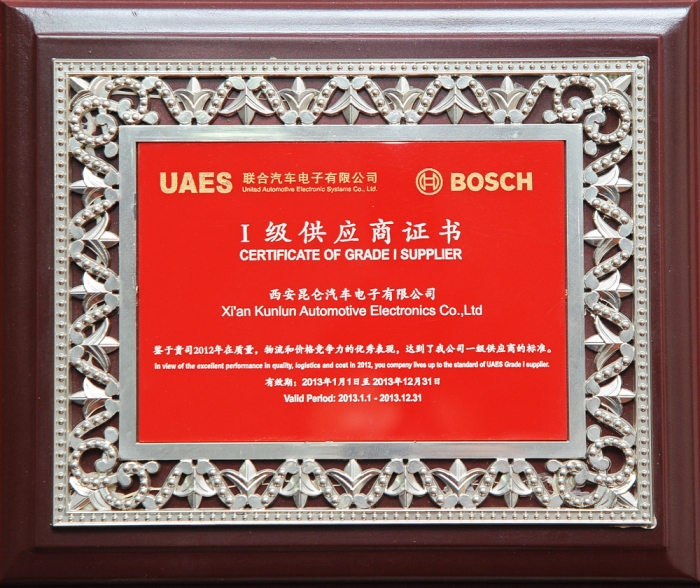 UAES 联合汽车电子有限公司 BOSCH
United Automotive Electronic Systems Co., Ltd.
I 级供应商证书
CERTIFICATE OF GRADE I SUPPLIER
西安昆仑汽车电子有限公司
Xi'an Kunlun Automotive Electronics Co.,Ltd
鉴于贵司2012年在质量，物流和价格竞争力的优秀表现，达到了我公司一级供应商的标准。
In view of the excellent performance in quality, logistics and cost in 2012, you company lives up to the standard of UAES Grade I supplier.
有效期：2013年1月1日至2013年12月31日
Valid Period: 2013.1.1 - 2013.12.31